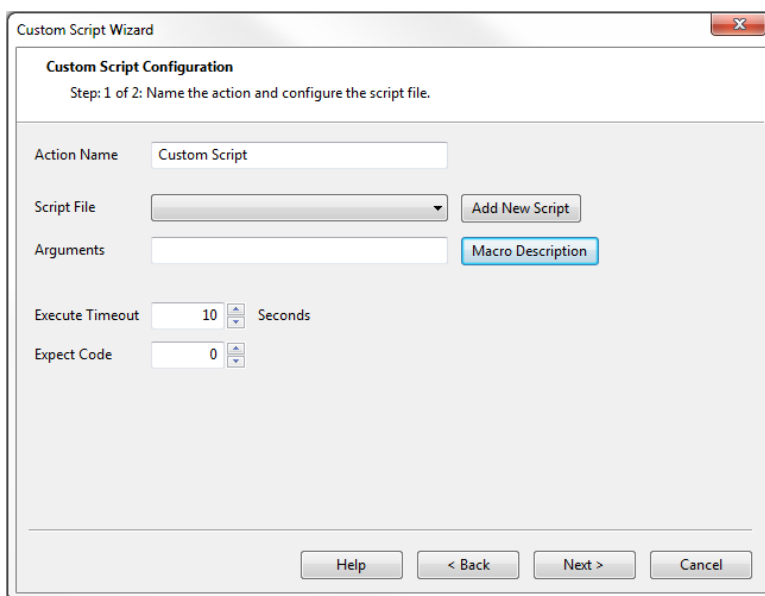 Custom Script Wizard
Custom Script Configuration
Step: 1 of 2: Name the action and configure the script file.
Action Name Custom Script
Script File Add New Script
Arguments Macro Description
Execute Timeout 10 Seconds
Expect Code 0
Help < Back Next > Cancel